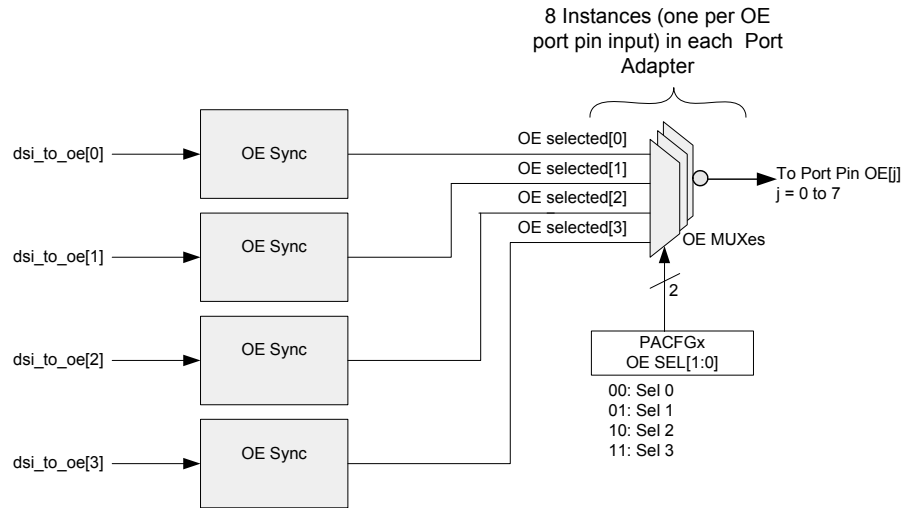 8 Instances (one per OE
port pin input) in each Port
Adapter
dsi_to_oe[0]
OE Sync
OE selected[0]
dsi_to_oe[1]
OE Sync
OE selected[1]
dsi_to_oe[2]
OE Sync
OE selected[2]
dsi_to_oe[3]
OE Sync
OE selected[3]
To Port Pin OE[j]
j = 0 to 7
OE MUXes
2
PACFGx
OE SEL[1:0]
00: Sel 0
01: Sel 1
10: Sel 2
11: Sel 3